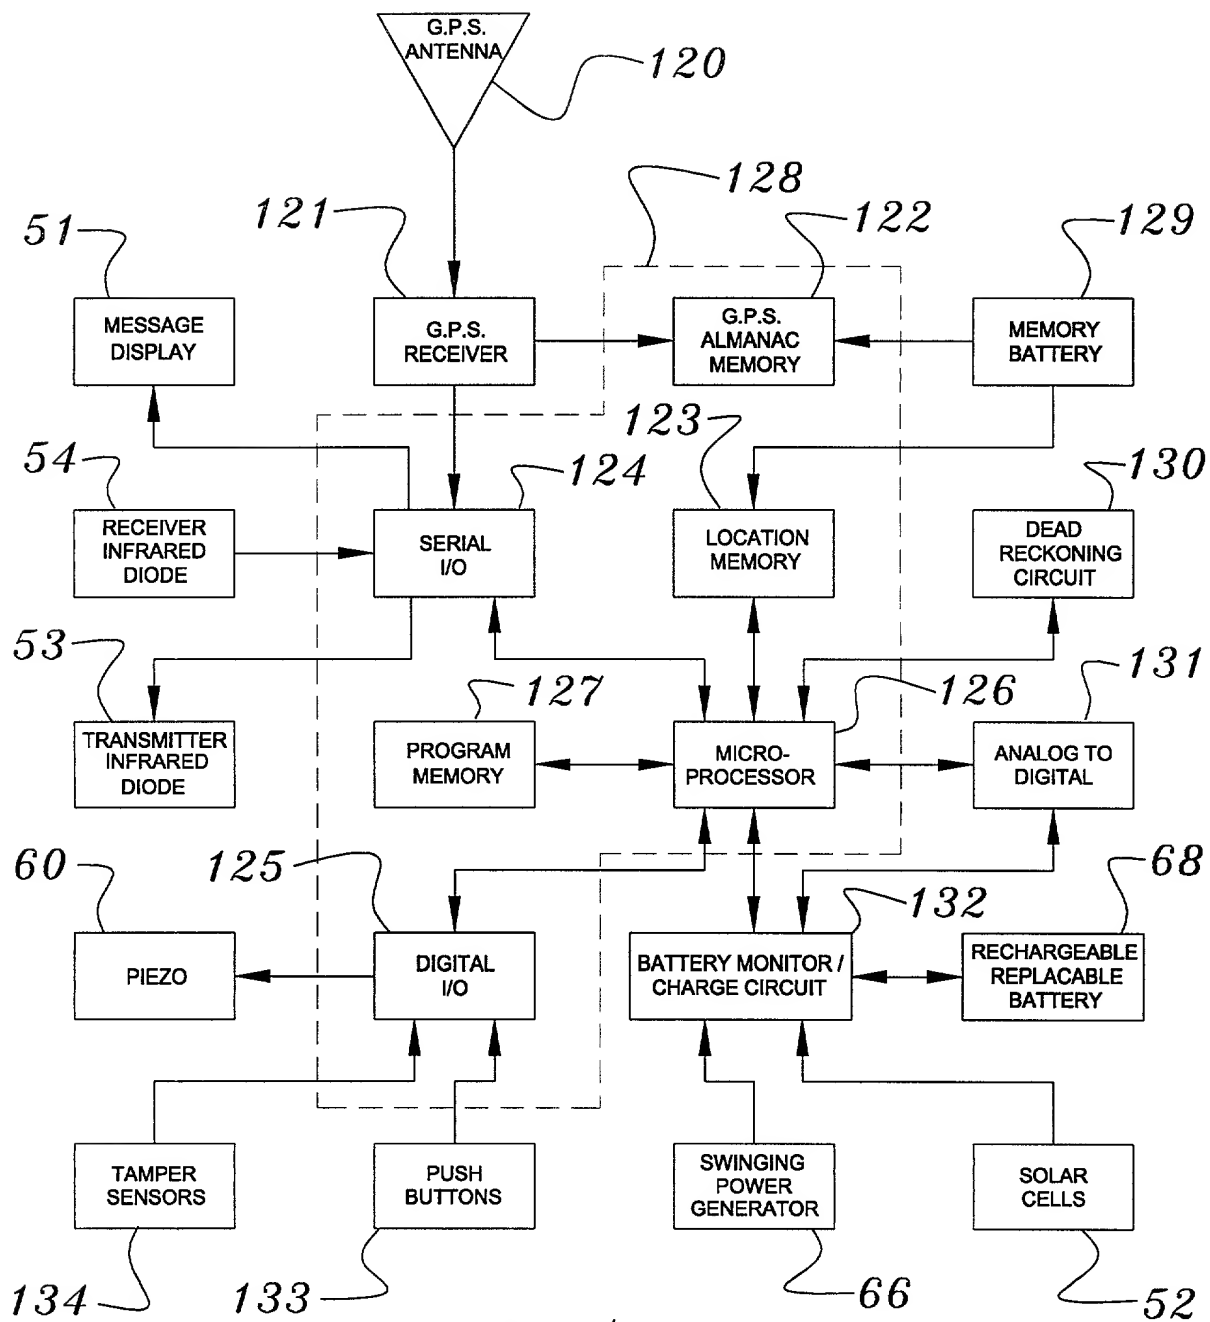 G.P.S.
ANTENNA
120
128
121
122
129
51
MESSAGE
DISPLAY
G.P.S.
RECEIVER
G.P.S.
ALMANAC
MEMORY
MEMORY
BATTERY
54
124
123
130
RECEIVER
INFRARED
DIODE
SERIAL
I/O
LOCATION
MEMORY
DEAD
RECKONING
CIRCUIT
53
127
126
131
TRANSMITTER
INFRARED
DIODE
PROGRAM
MEMORY
MICRO-
PROCESSOR
ANALOG TO
DIGITAL
60
125
132
68
PIEZO
DIGITAL
I/O
BATTERY MONITOR /
CHARGE CIRCUIT
RECHARGEABLE
REPLACABLE
BATTERY
TAMPER
SENSORS
PUSH
BUTTONS
SWINGING
POWER
GENERATOR
SOLAR
CELLS
134
133
66
52